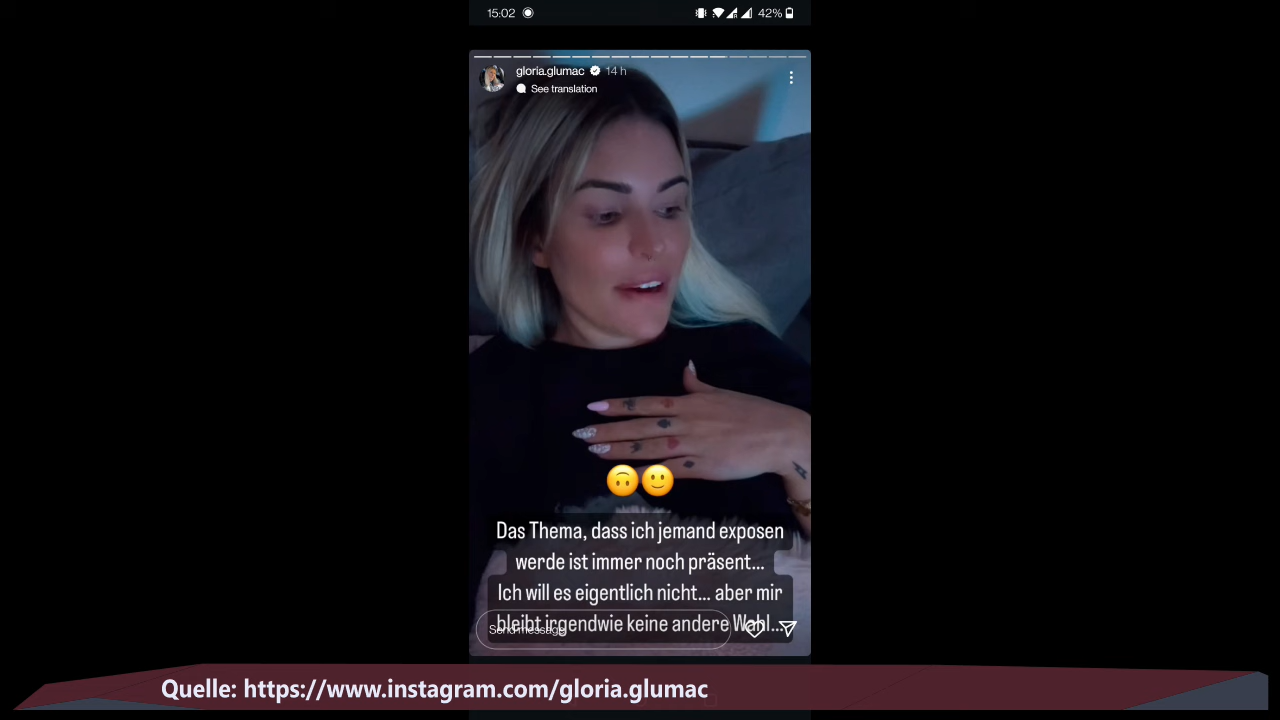 15:02
42%
gloria.glumac 14 h
See translation
Das Thema, dass ich jemand exposen
werde ist immer noch präsent...
Ich will es eigentlich nicht... aber mir
bleibt irgendwie keine andere Wahl...
Send message
Quelle: https://www.instagram.com/gloria.glumac